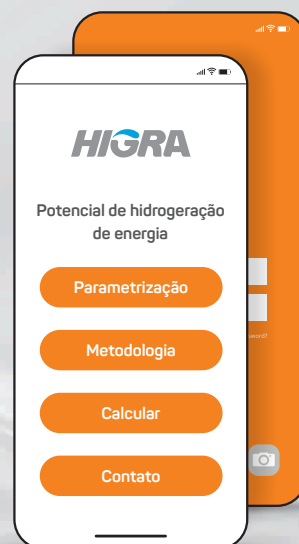 HIGRA
Potencial de hidrogeração
de energia
Parametrização
Metodologia
Calcular
Contato